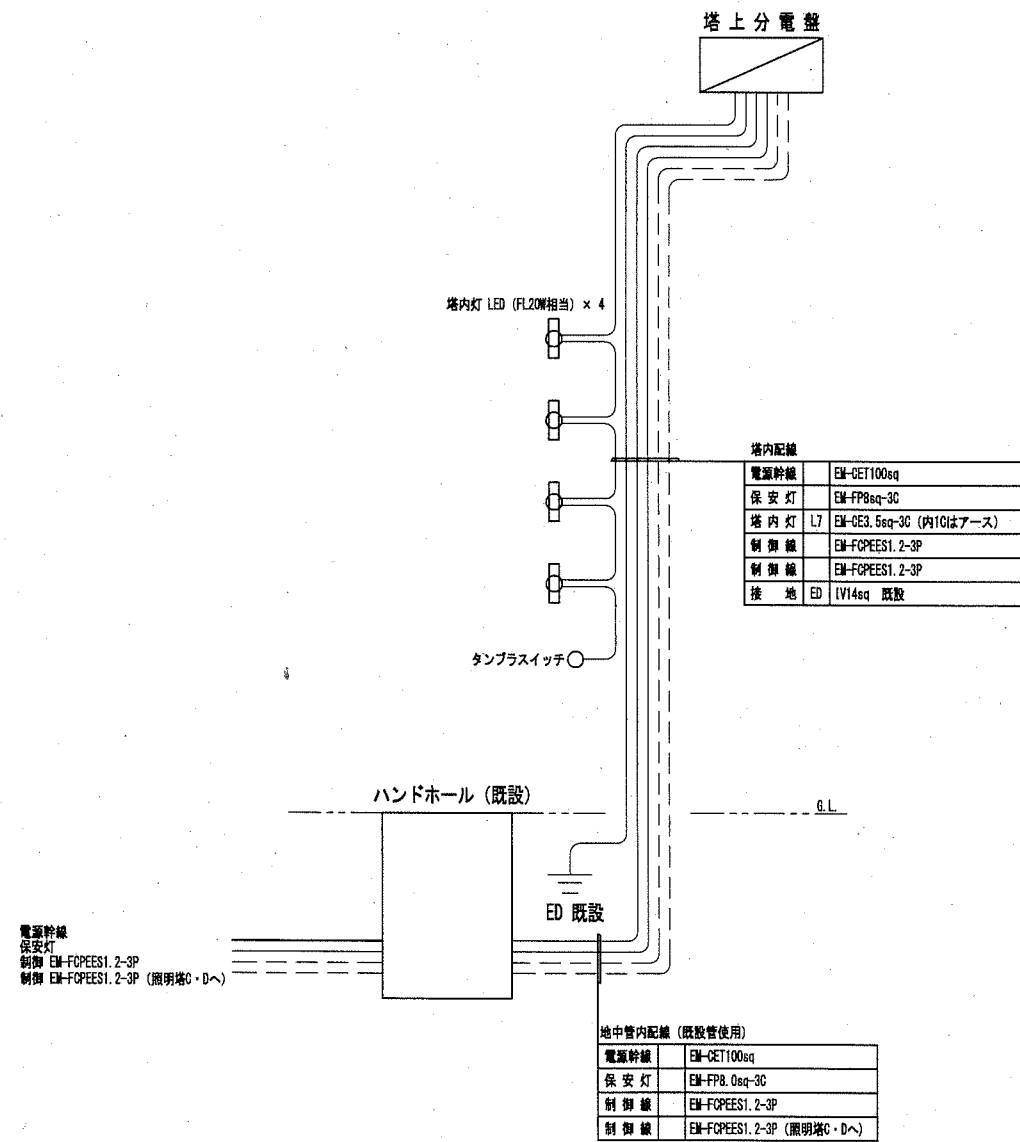 塔上分電盤
塔内灯 LED (FL20W相当) × 4
塔内配線
電源幹線 EM-CET100sq
保安灯 EM-FP8sq-3C
塔内灯 L7 EM-CE3.5sq-3C (内1Cはアース)
制御線 EM-FCPEES1.2-3P
制御線 EM-FCPEES1.2-3P
接地 ED IV14sq 既設
タンブラスイッチ
ハンドホール (既設)
G.L.
ED 既設
電源幹線
保安灯
制御 EM-FCPEES1.2-3P
制御 EM-FCPEES1.2-3P (照明塔C・Dへ)
地中管内配線 (既設管使用)
電源幹線 EM-CET100sq
保安灯 EM-FP8.0sq-3C
制御線 EM-FCPEES1.2-3P
制御線 EM-FCPEES1.2-3P (照明塔C・Dへ)